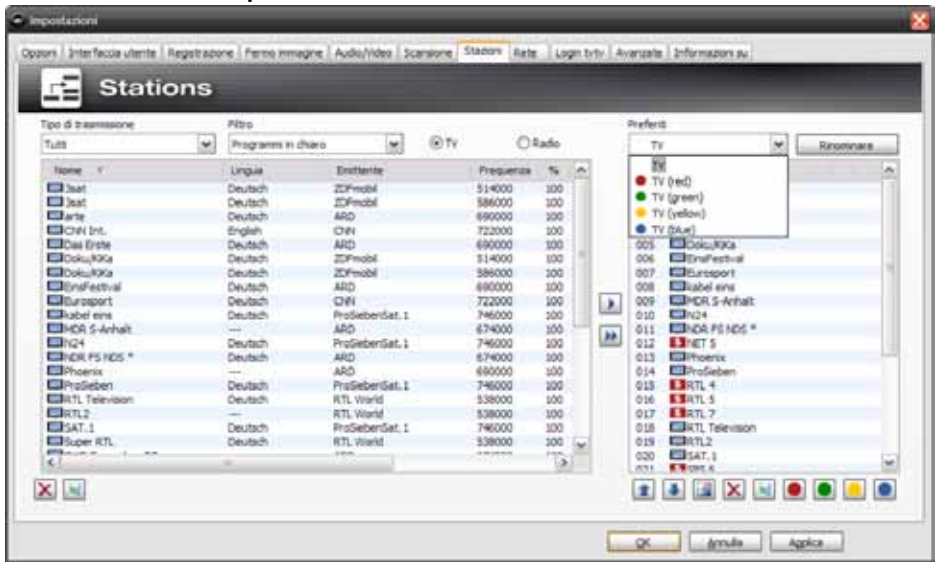 Impostazioni
Opzioni Interfaccia utente Registrazione Fermo immagine Audio/Video Scansione Stazioni Rete Login tvtv Avanzate Informazioni su
Stations
Tipo di trasmissione Filtro Preferiti
Tutti Programmi in chiaro TV Radio TV Rinominare
Nome Lingua Emittente Frequenza %
TV
TV (red)
TV (green)
TV (yellow)
TV (blue)
3sat Deutsch ZDFmobil 514000 100
3sat Deutsch ZDFmobil 586000 100
arte Deutsch ARD 690000 100
CNN Int. English CNN 722000 100
Das Erste Deutsch ARD 690000 100 005 Doku/KiKa
Doku/KiKa Deutsch ZDFmobil 514000 100 006 EinsFestival
Doku/KiKa Deutsch ZDFmobil 586000 100 007 Eurosport
EinsFestival Deutsch ARD 690000 100 008 kabel eins
Eurosport Deutsch CNN 722000 100 009 MDR S-Anhalt
kabel eins Deutsch ProSiebenSat.1 746000 100 010 N24
MDR S-Anhalt --- ARD 674000 100 011 NDR FS NDS *
N24 Deutsch ProSiebenSat.1 746000 100 012 NET 5
NDR FS NDS * Deutsch ARD 674000 100 013 Phoenix
Phoenix --- ARD 690000 100 014 ProSieben
ProSieben Deutsch ProSiebenSat.1 746000 100 015 RTL 4
RTL Television Deutsch RTL World 538000 100 016 RTL 5
RTL2 --- RTL World 538000 100 017 RTL 7
SAT.1 Deutsch ProSiebenSat.1 746000 100 018 RTL Television
Super RTL Deutsch RTL World 538000 100 019 RTL2
020 SAT.1
021 SBS 6
OK Annulla Applica